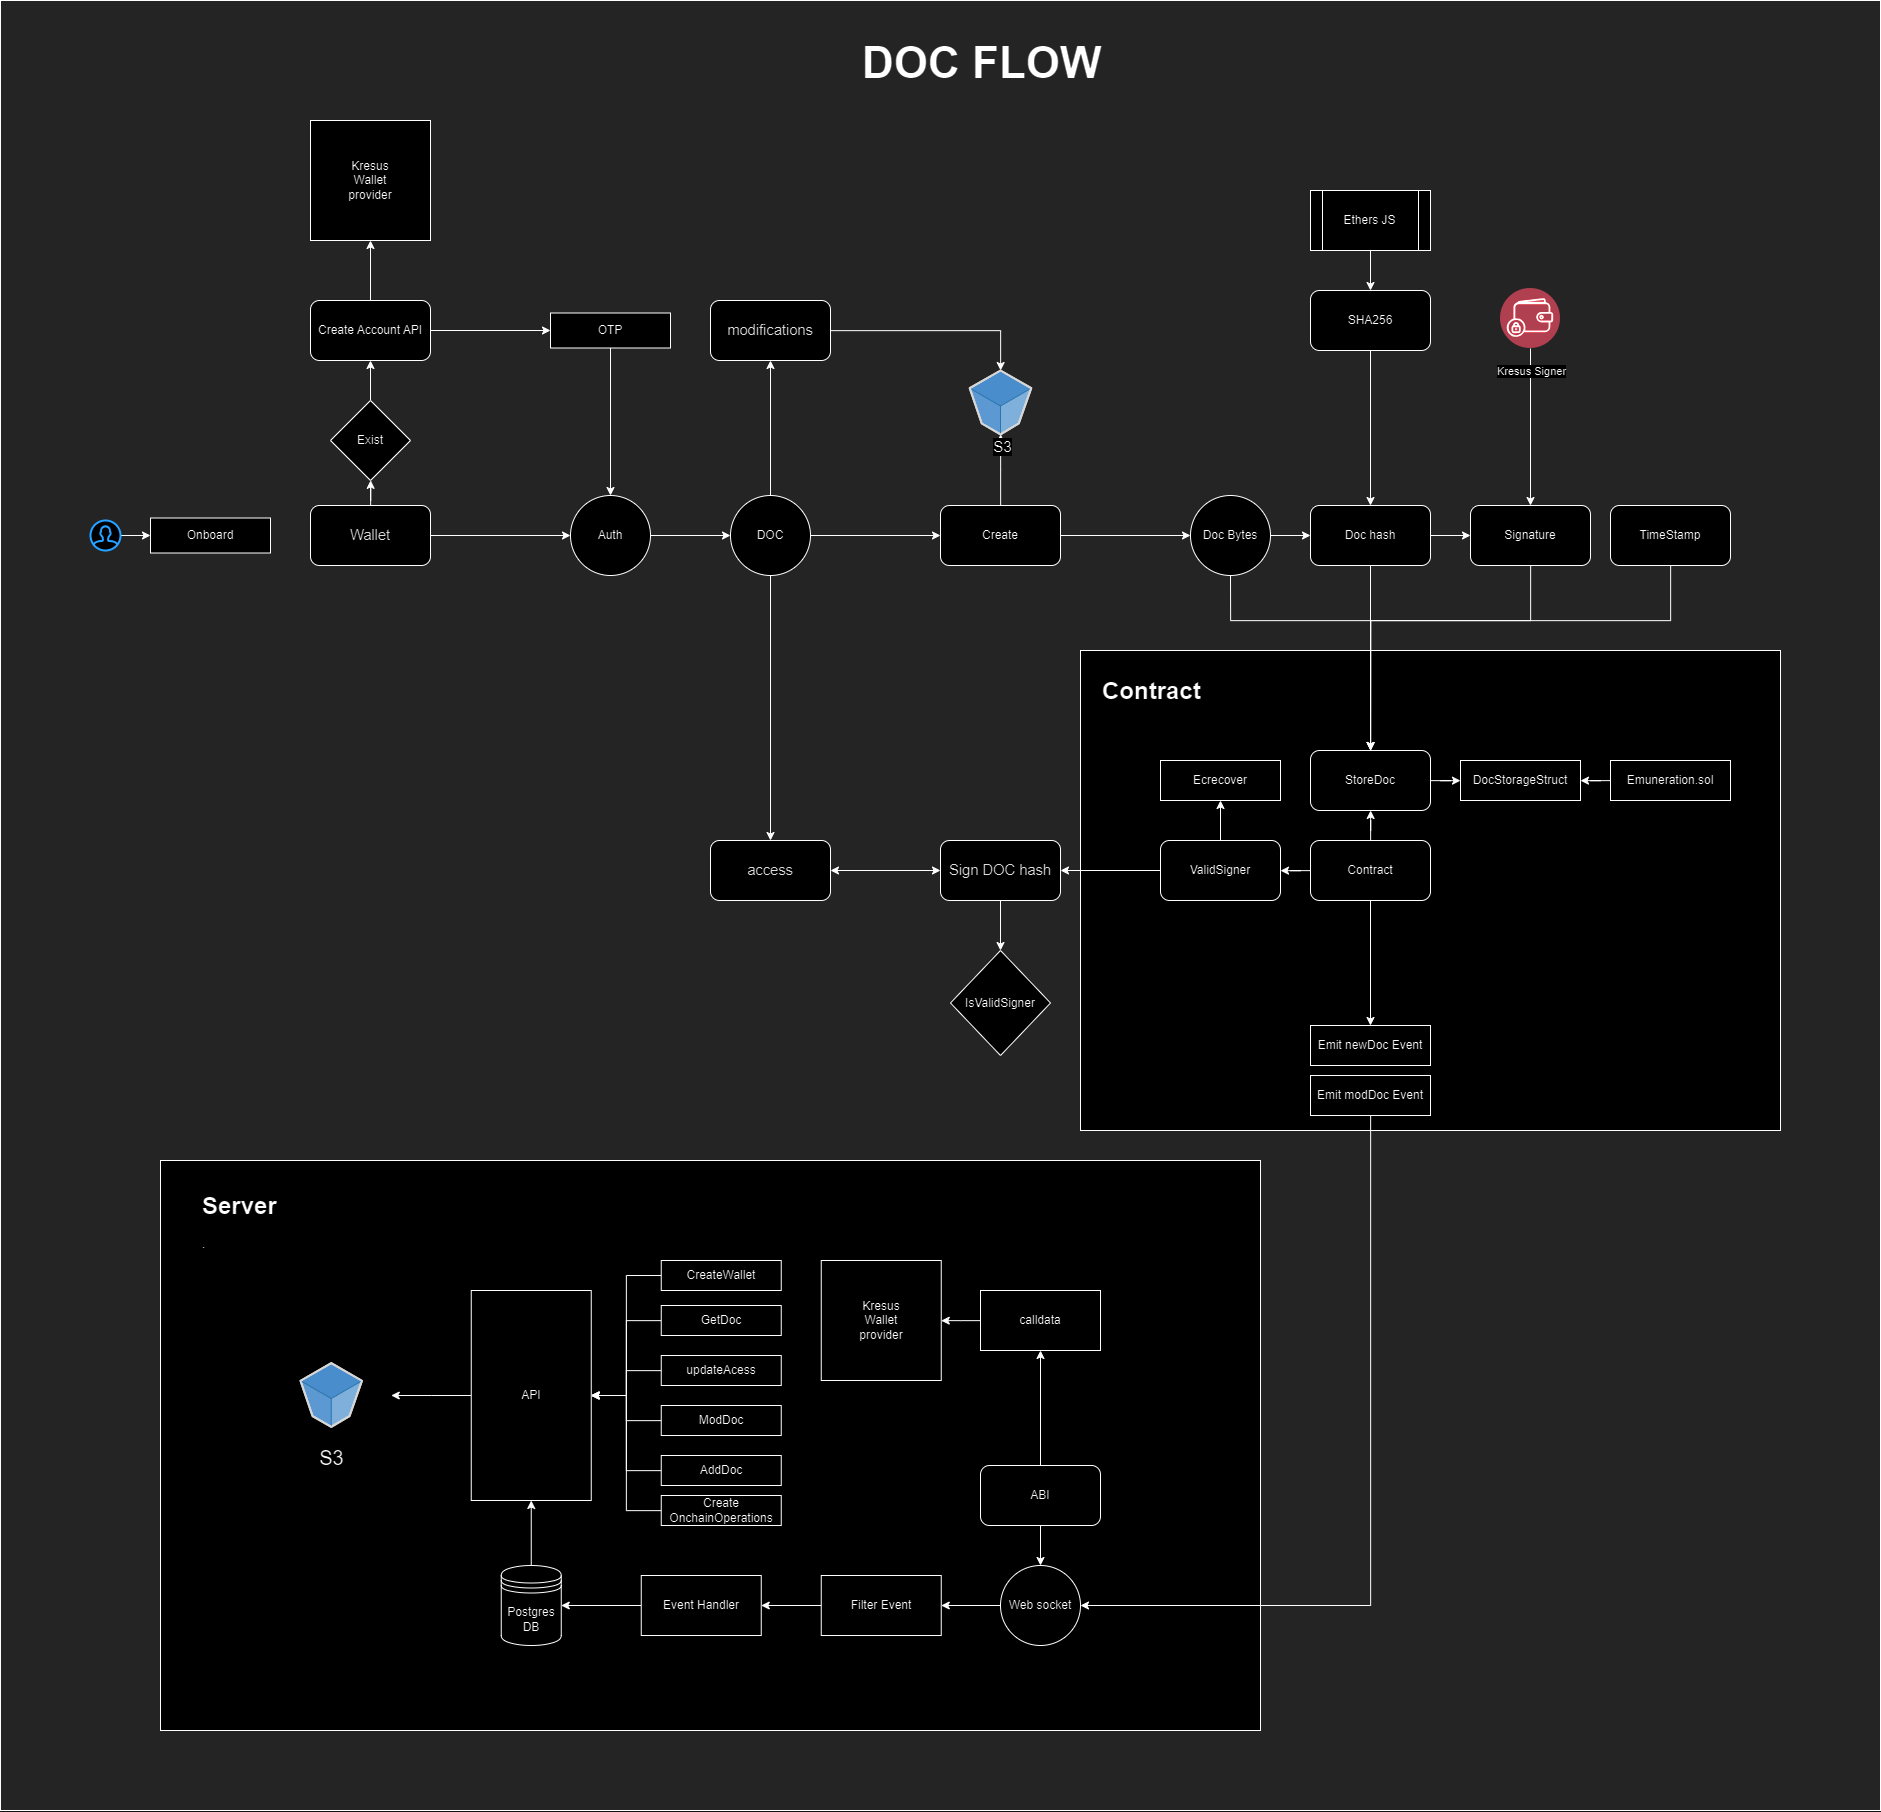 DOC FLOW
Kresus
Wallet
provider
Ethers JS
Create Account API
OTP
modifications
SHA256
Kresus Signer
Exist
S3
Onboard
Wallet
Auth
DOC
Create
Doc Bytes
Doc hash
Signature
TimeStamp
Contract
Ecrecover
StoreDoc
DocStorageStruct
Emuneration.sol
access
Sign DOC hash
ValidSigner
Contract
IsValidSigner
Emit newDoc Event
Emit modDoc Event
Server
.
CreateWallet
GetDoc
updateAcess
ModDoc
AddDoc
Create
OnchainOperations
Kresus
Wallet
provider
calldata
API
S3
ABI
Postgres
DB
Event Handler
Filter Event
Web socket